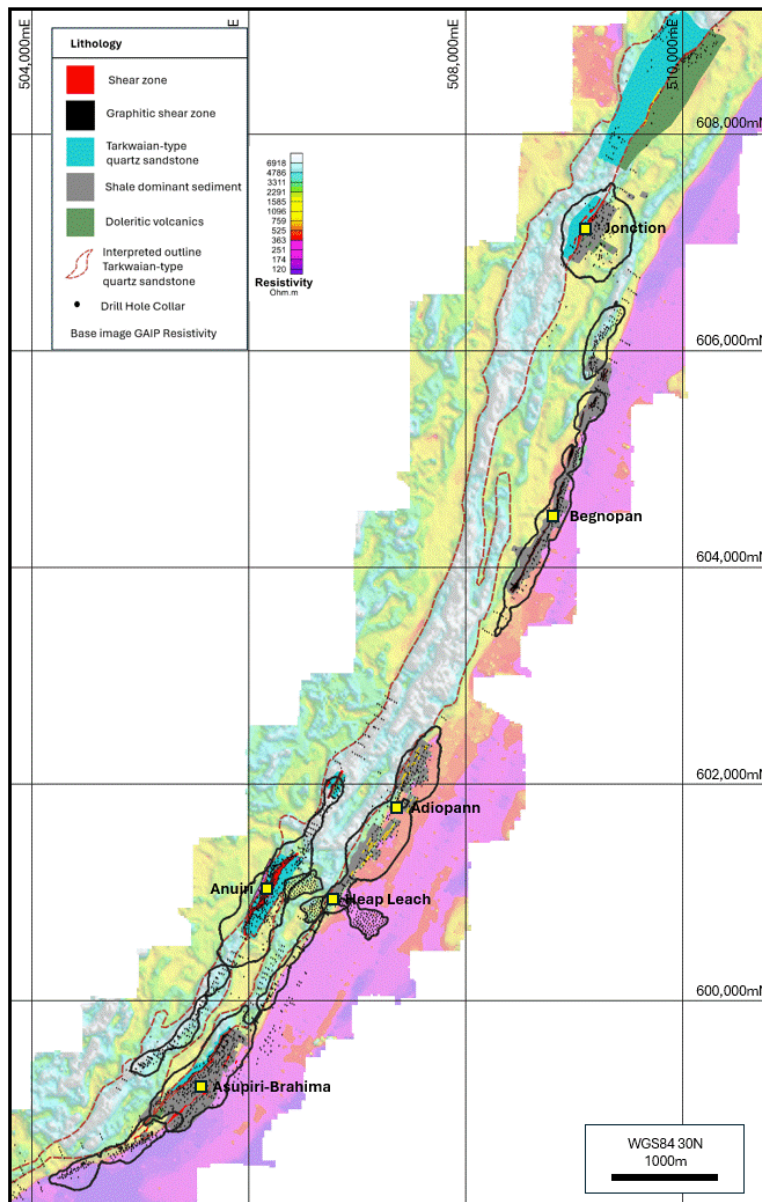 504,000mE
E
508,000mE
510,000mE
Lithology
Shear zone
Graphitic shear zone
Tarkwaian-type
quartz sandstone
Shale dominant sediment
Doleritic volcanics
Interpreted outline
Tarkwaian-type
quartz sandstone
Drill Hole Collar
Base image GAIP Resistivity
6918
4786
3311
2291
1585
1096
759
525
363
251
174
120
Resistivity
Ohm.m
608,000mN
Jonction
606,000mN
Begnopan
604,000mN
602,000mN
Adiopann
Anuiri
Heap Leach
600,000mN
Asupiri-Brahima
WGS84 30N
1000m